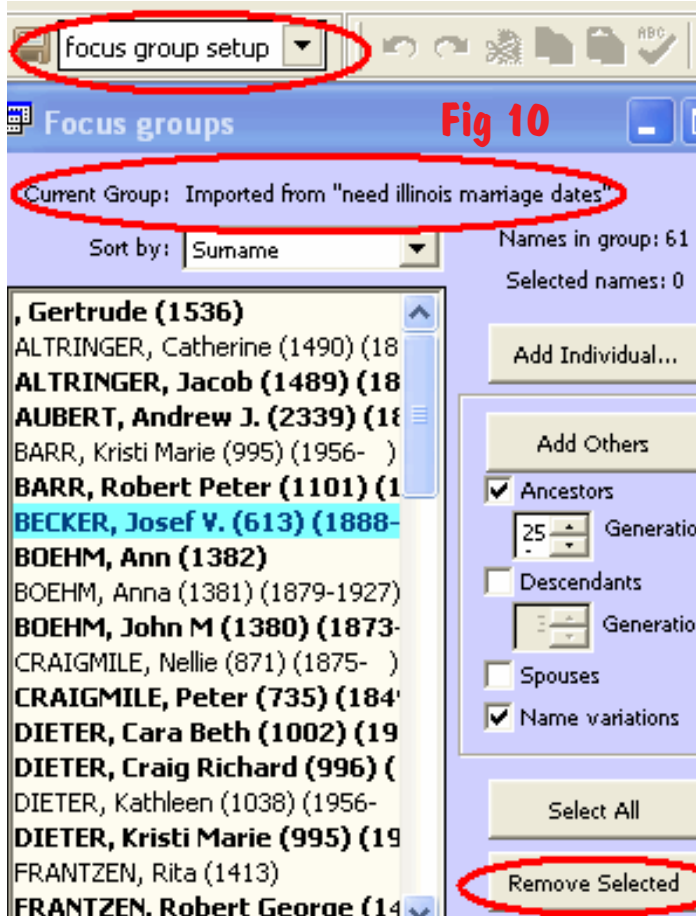 focus group setup
ABC
Focus groups
Fig 10
Current Group: Imported from "need illinois marriage dates"
Sort by: Surname
Names in group: 61
Selected names: 0
, Gertrude (1536)
ALTRINGER, Catherine (1490) (18
ALTRINGER, Jacob (1489) (18
AUBERT, Andrew J. (2339) (18
BARR, Kristi Marie (995) (1956- )
BARR, Robert Peter (1101) (1
BECKER, Josef V. (613) (1888-
BOEHM, Ann (1382)
BOEHM, Anna (1381) (1879-1927)
BOEHM, John M (1380) (1873-
CRAIGMILE, Nellie (871) (1875- )
CRAIGMILE, Peter (735) (184
DIETER, Cara Beth (1002) (19
DIETER, Craig Richard (996) (
DIETER, Kathleen (1038) (1956-
DIETER, Kristi Marie (995) (19
FRANTZEN, Rita (1413)
FRANTZEN, Robert George (14
Add Individual...
Add Others
Ancestors
25 Generatio
Descendants
Generatio
Spouses
Name variations
Select All
Remove Selected